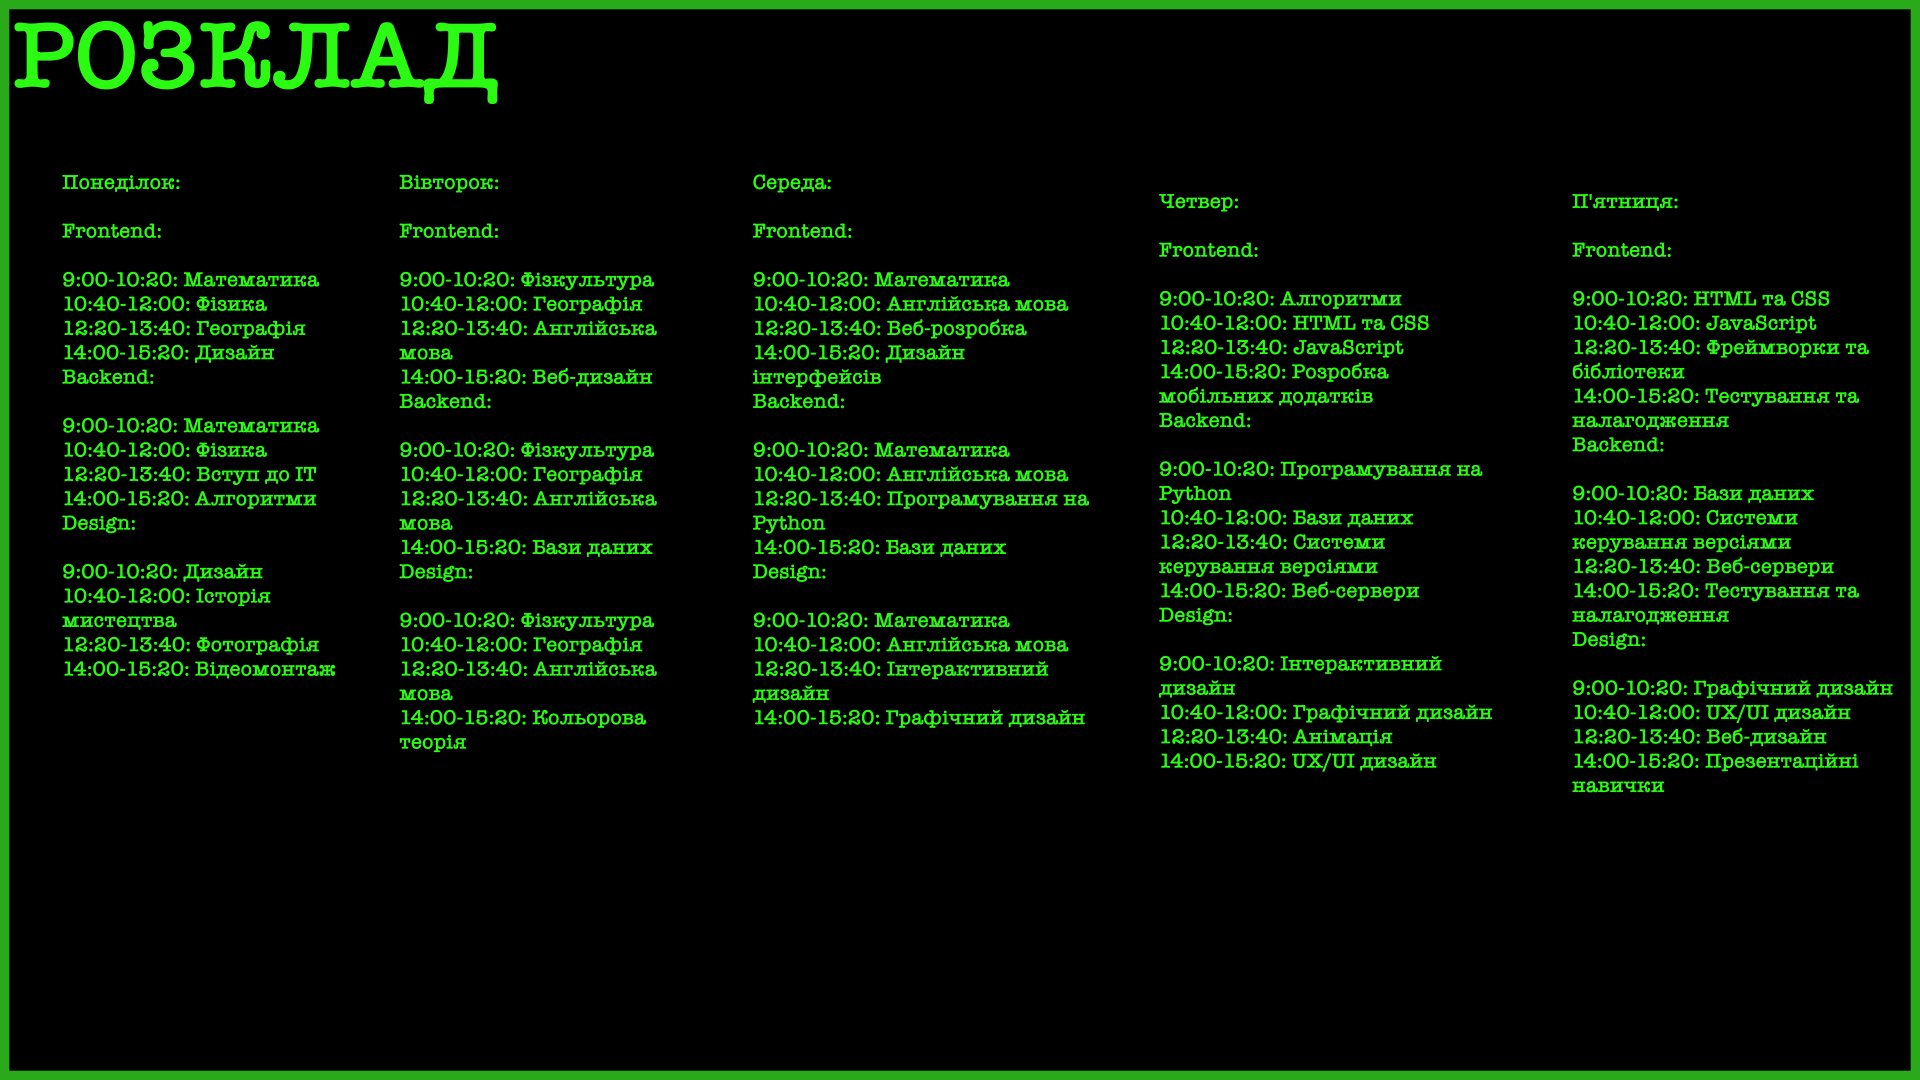 РОЗКЛАД
Понеділок:
Frontend:
9:00-10:20: Математика
10:40-12:00: Фізика
12:20-13:40: Географія
14:00-15:20: Дизайн
Backend:
9:00-10:20: Математика
10:40-12:00: Фізика
12:20-13:40: Вступ до ІТ
14:00-15:20: Алгоритми
Design:
9:00-10:20: Дизайн
10:40-12:00: Історія
мистецтва
12:20-13:40: Фотографія
14:00-15:20: Відеомонтаж
Вівторок:
Frontend:
9:00-10:20: Фізкультура
10:40-12:00: Географія
12:20-13:40: Англійська
мова
14:00-15:20: Веб-дизайн
Backend:
9:00-10:20: Фізкультура
10:40-12:00: Географія
12:20-13:40: Англійська
мова
14:00-15:20: Бази даних
Design:
9:00-10:20: Фізкультура
10:40-12:00: Географія
12:20-13:40: Англійська
мова
14:00-15:20: Кольорова
теорія
Середа:
Frontend:
9:00-10:20: Математика
10:40-12:00: Англійська мова
12:20-13:40: Веб-розробка
14:00-15:20: Дизайн
інтерфейсів
Backend:
9:00-10:20: Математика
10:40-12:00: Англійська мова
12:20-13:40: Програмування на
Python
14:00-15:20: Бази даних
Design:
9:00-10:20: Математика
10:40-12:00: Англійська мова
12:20-13:40: Інтерактивний
дизайн
14:00-15:20: Графічний дизайн
Четвер:
Frontend:
9:00-10:20: Алгоритми
10:40-12:00: HTML та CSS
12:20-13:40: JavaScript
14:00-15:20: Розробка
мобільних додатків
Backend:
9:00-10:20: Програмування на
Python
10:40-12:00: Бази даних
12:20-13:40: Системи
керування версіями
14:00-15:20: Веб-сервери
Design:
9:00-10:20: Інтерактивний
дизайн
10:40-12:00: Графічний дизайн
12:20-13:40: Анімація
14:00-15:20: UX/UI дизайн
П'ятниця:
Frontend:
9:00-10:20: HTML та CSS
10:40-12:00: JavaScript
12:20-13:40: Фреймворки та
бібліотеки
14:00-15:20: Тестування та
налагодження
Backend:
9:00-10:20: Бази даних
10:40-12:00: Системи
керування версіями
12:20-13:40: Веб-сервери
14:00-15:20: Тестування та
налагодження
Design:
9:00-10:20: Графічний дизайн
10:40-12:00: UX/UI дизайн
12:20-13:40: Веб-дизайн
14:00-15:20: Презентаційні
навички